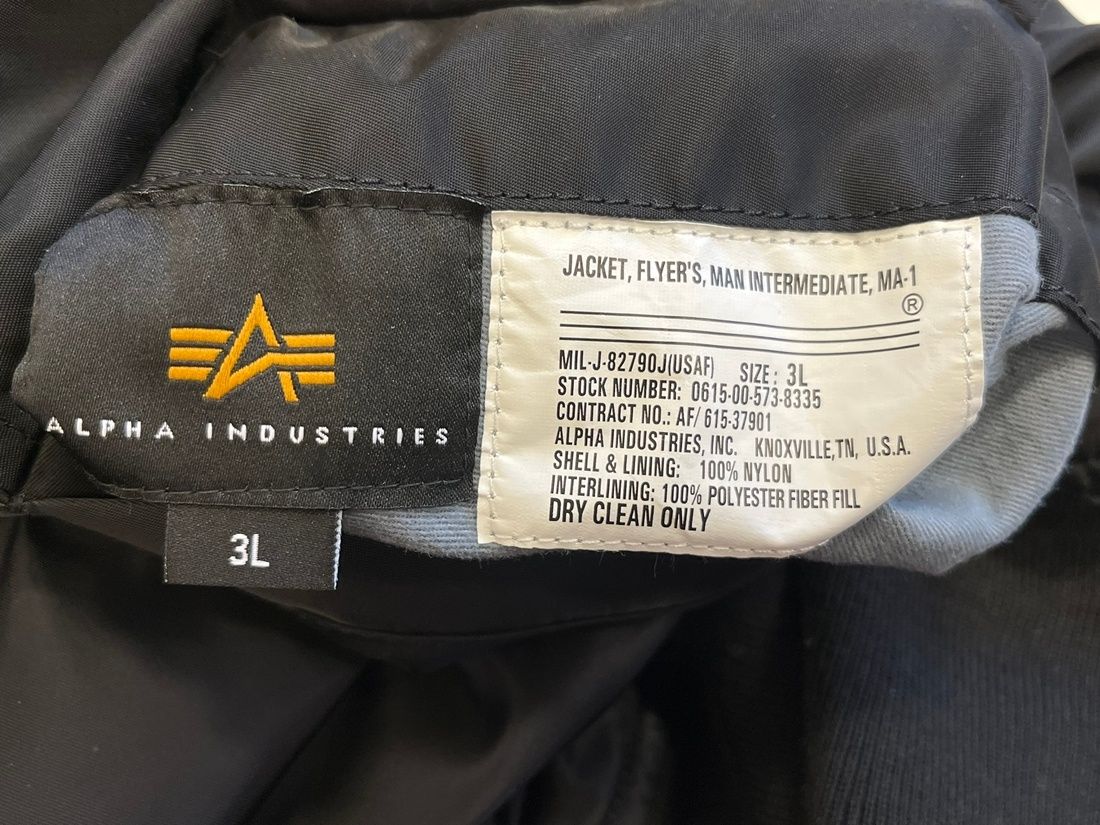 ALPHA INDUSTRIES
3L
JACKET, FLYER'S, MAN INTERMEDIATE, MA-1
®
MIL-J-82790J(USAF) SIZE: 3L
STOCK NUMBER: 0615-00-573-8335
CONTRACT NO.: AF/ 615-37901
ALPHA INDUSTRIES, INC. KNOXVILLE,TN, U.S.A.
SHELL & LINING: 100% NYLON
INTERLINING: 100% POLYESTER FIBER FILL
DRY CLEAN ONLY